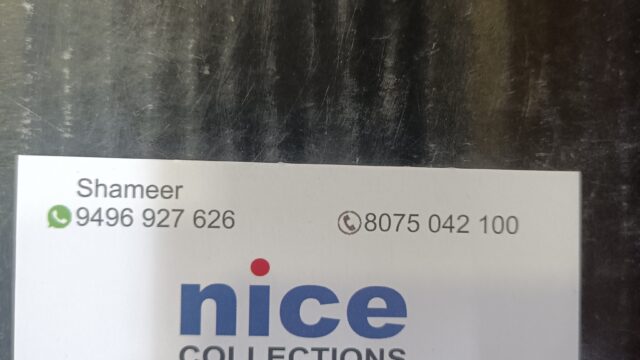 Shameer
9496 927 626 8075 042 100
nice
COLLECTIONS